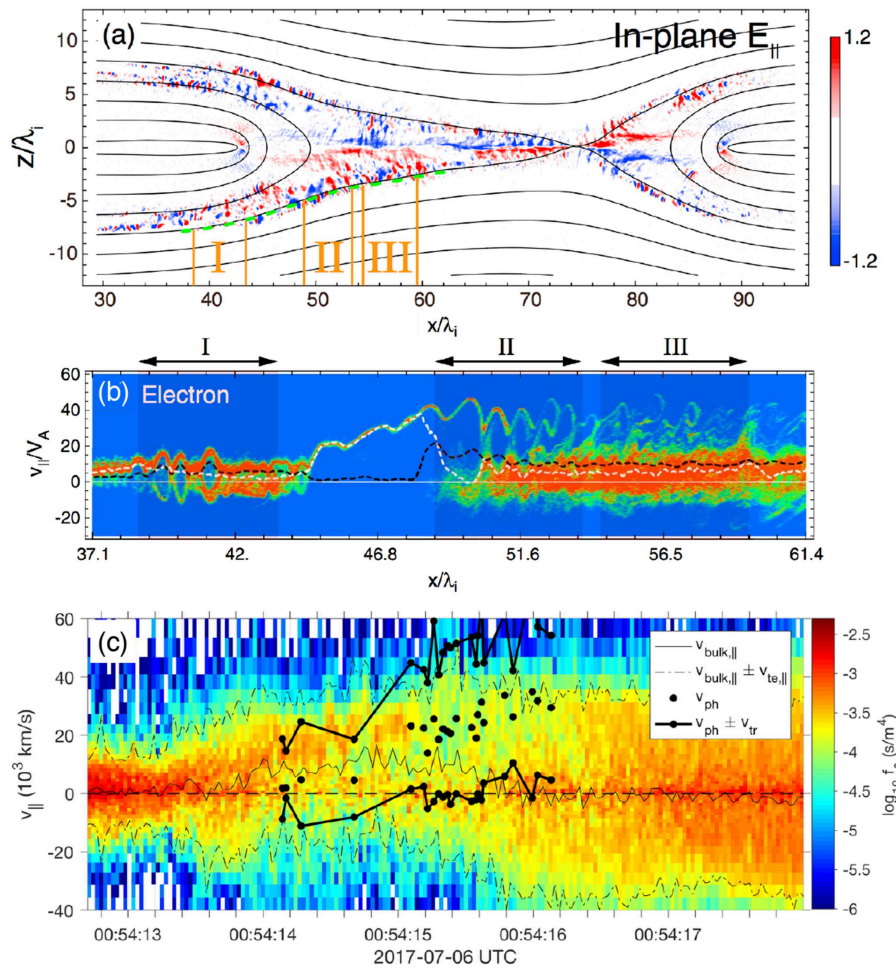 (a)
In-plane E||
1.2
-1.2
10
5
0
-5
-10
z/λi
I
II
III
30
40
50
60
70
80
90
x/λi
I
II
III
(b)
Electron
60
40
20
0
-20
v||/VA
37.1
42.
46.8
51.6
56.5
61.4
x/λi
(c)
60
40
20
0
-20
-40
v|| (10³ km/s)
vbulk,||
vbulk,|| ± vte,||
vph
vph ± vtr
-2.5
-3
-3.5
-4
-4.5
-5
-5.5
-6
log10 fe (s/m⁴)
00:54:13
00:54:14
00:54:15
00:54:16
00:54:17
2017-07-06 UTC